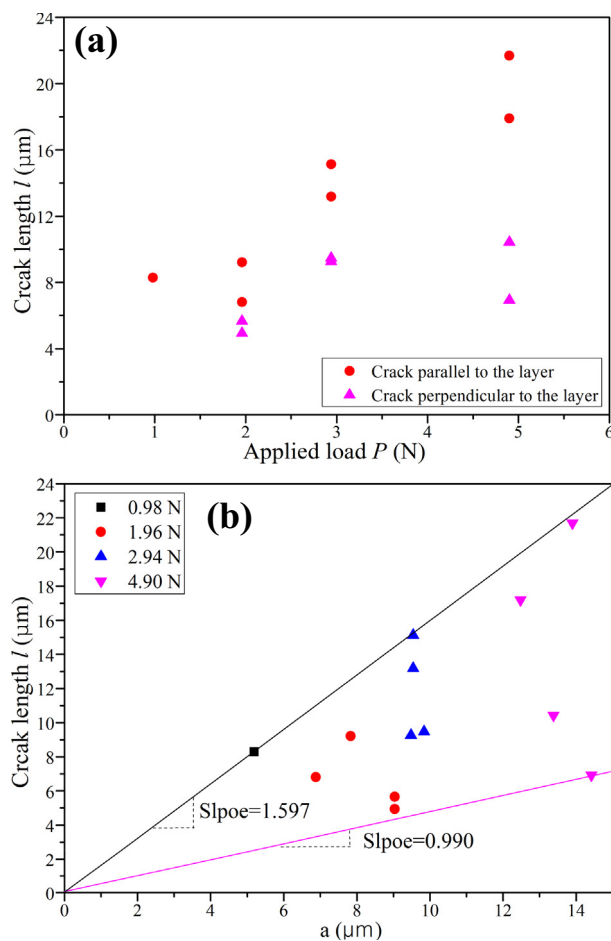 (a)
24
20
16
12
8
4
0
Crcak length l (μm)
Crack parallel to the layer
Crack perpendicular to the layer
0 1 2 3 4 5 6
Applied load P (N)
(b)
0.98 N
1.96 N
2.94 N
4.90 N
24
22
20
18
16
14
12
10
8
6
4
2
0
Crcak length l (μm)
Slpoe=1.597
Slpoe=0.990
0 2 4 6 8 10 12 14
a (μm)